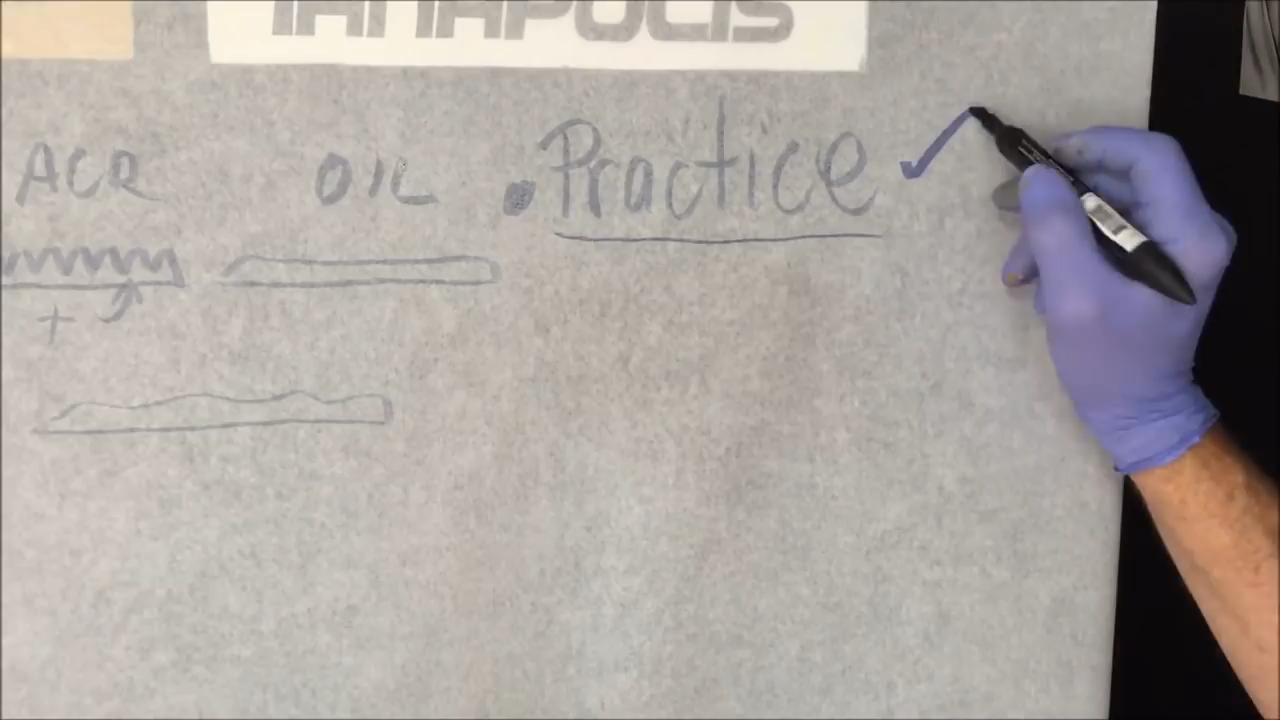 IANAPOLIS
ACR OIL • Practice ✓
+